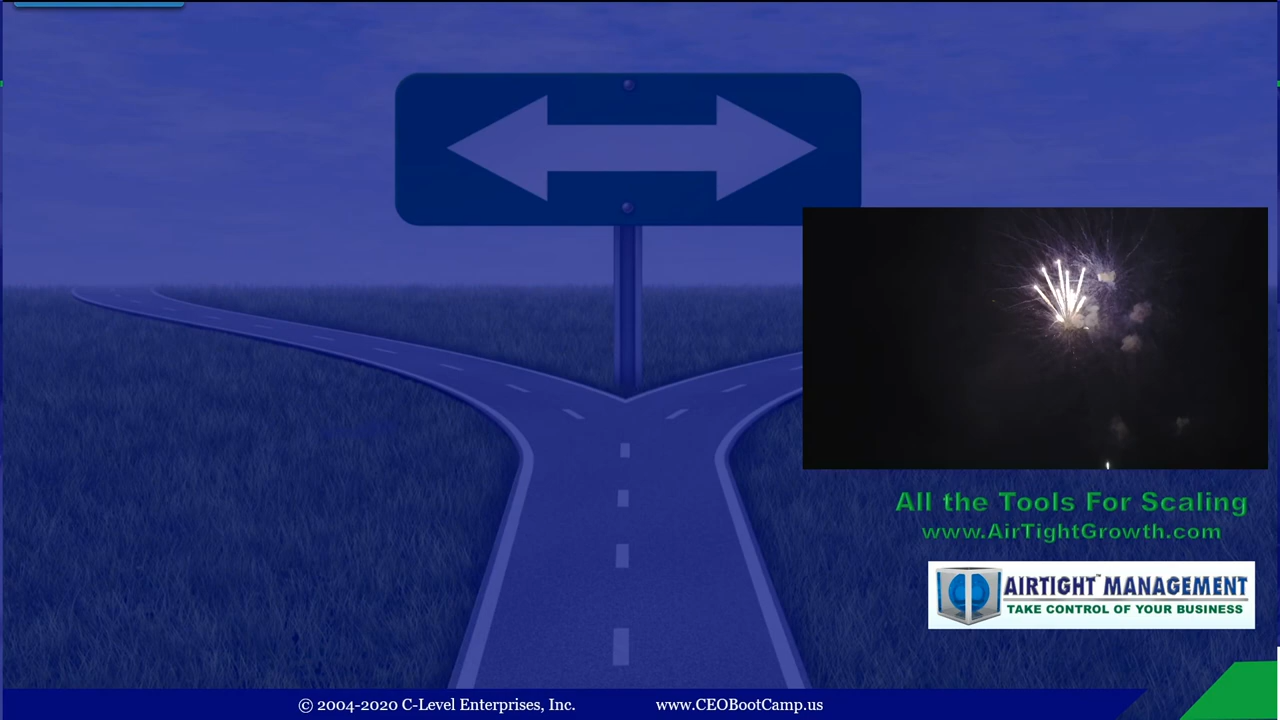 All the Tools For Scaling
www.AirTightGrowth.com
AIRTIGHT™ MANAGEMENT
TAKE CONTROL OF YOUR BUSINESS
© 2004-2020 C-Level Enterprises, Inc. www.CEOBootCamp.us